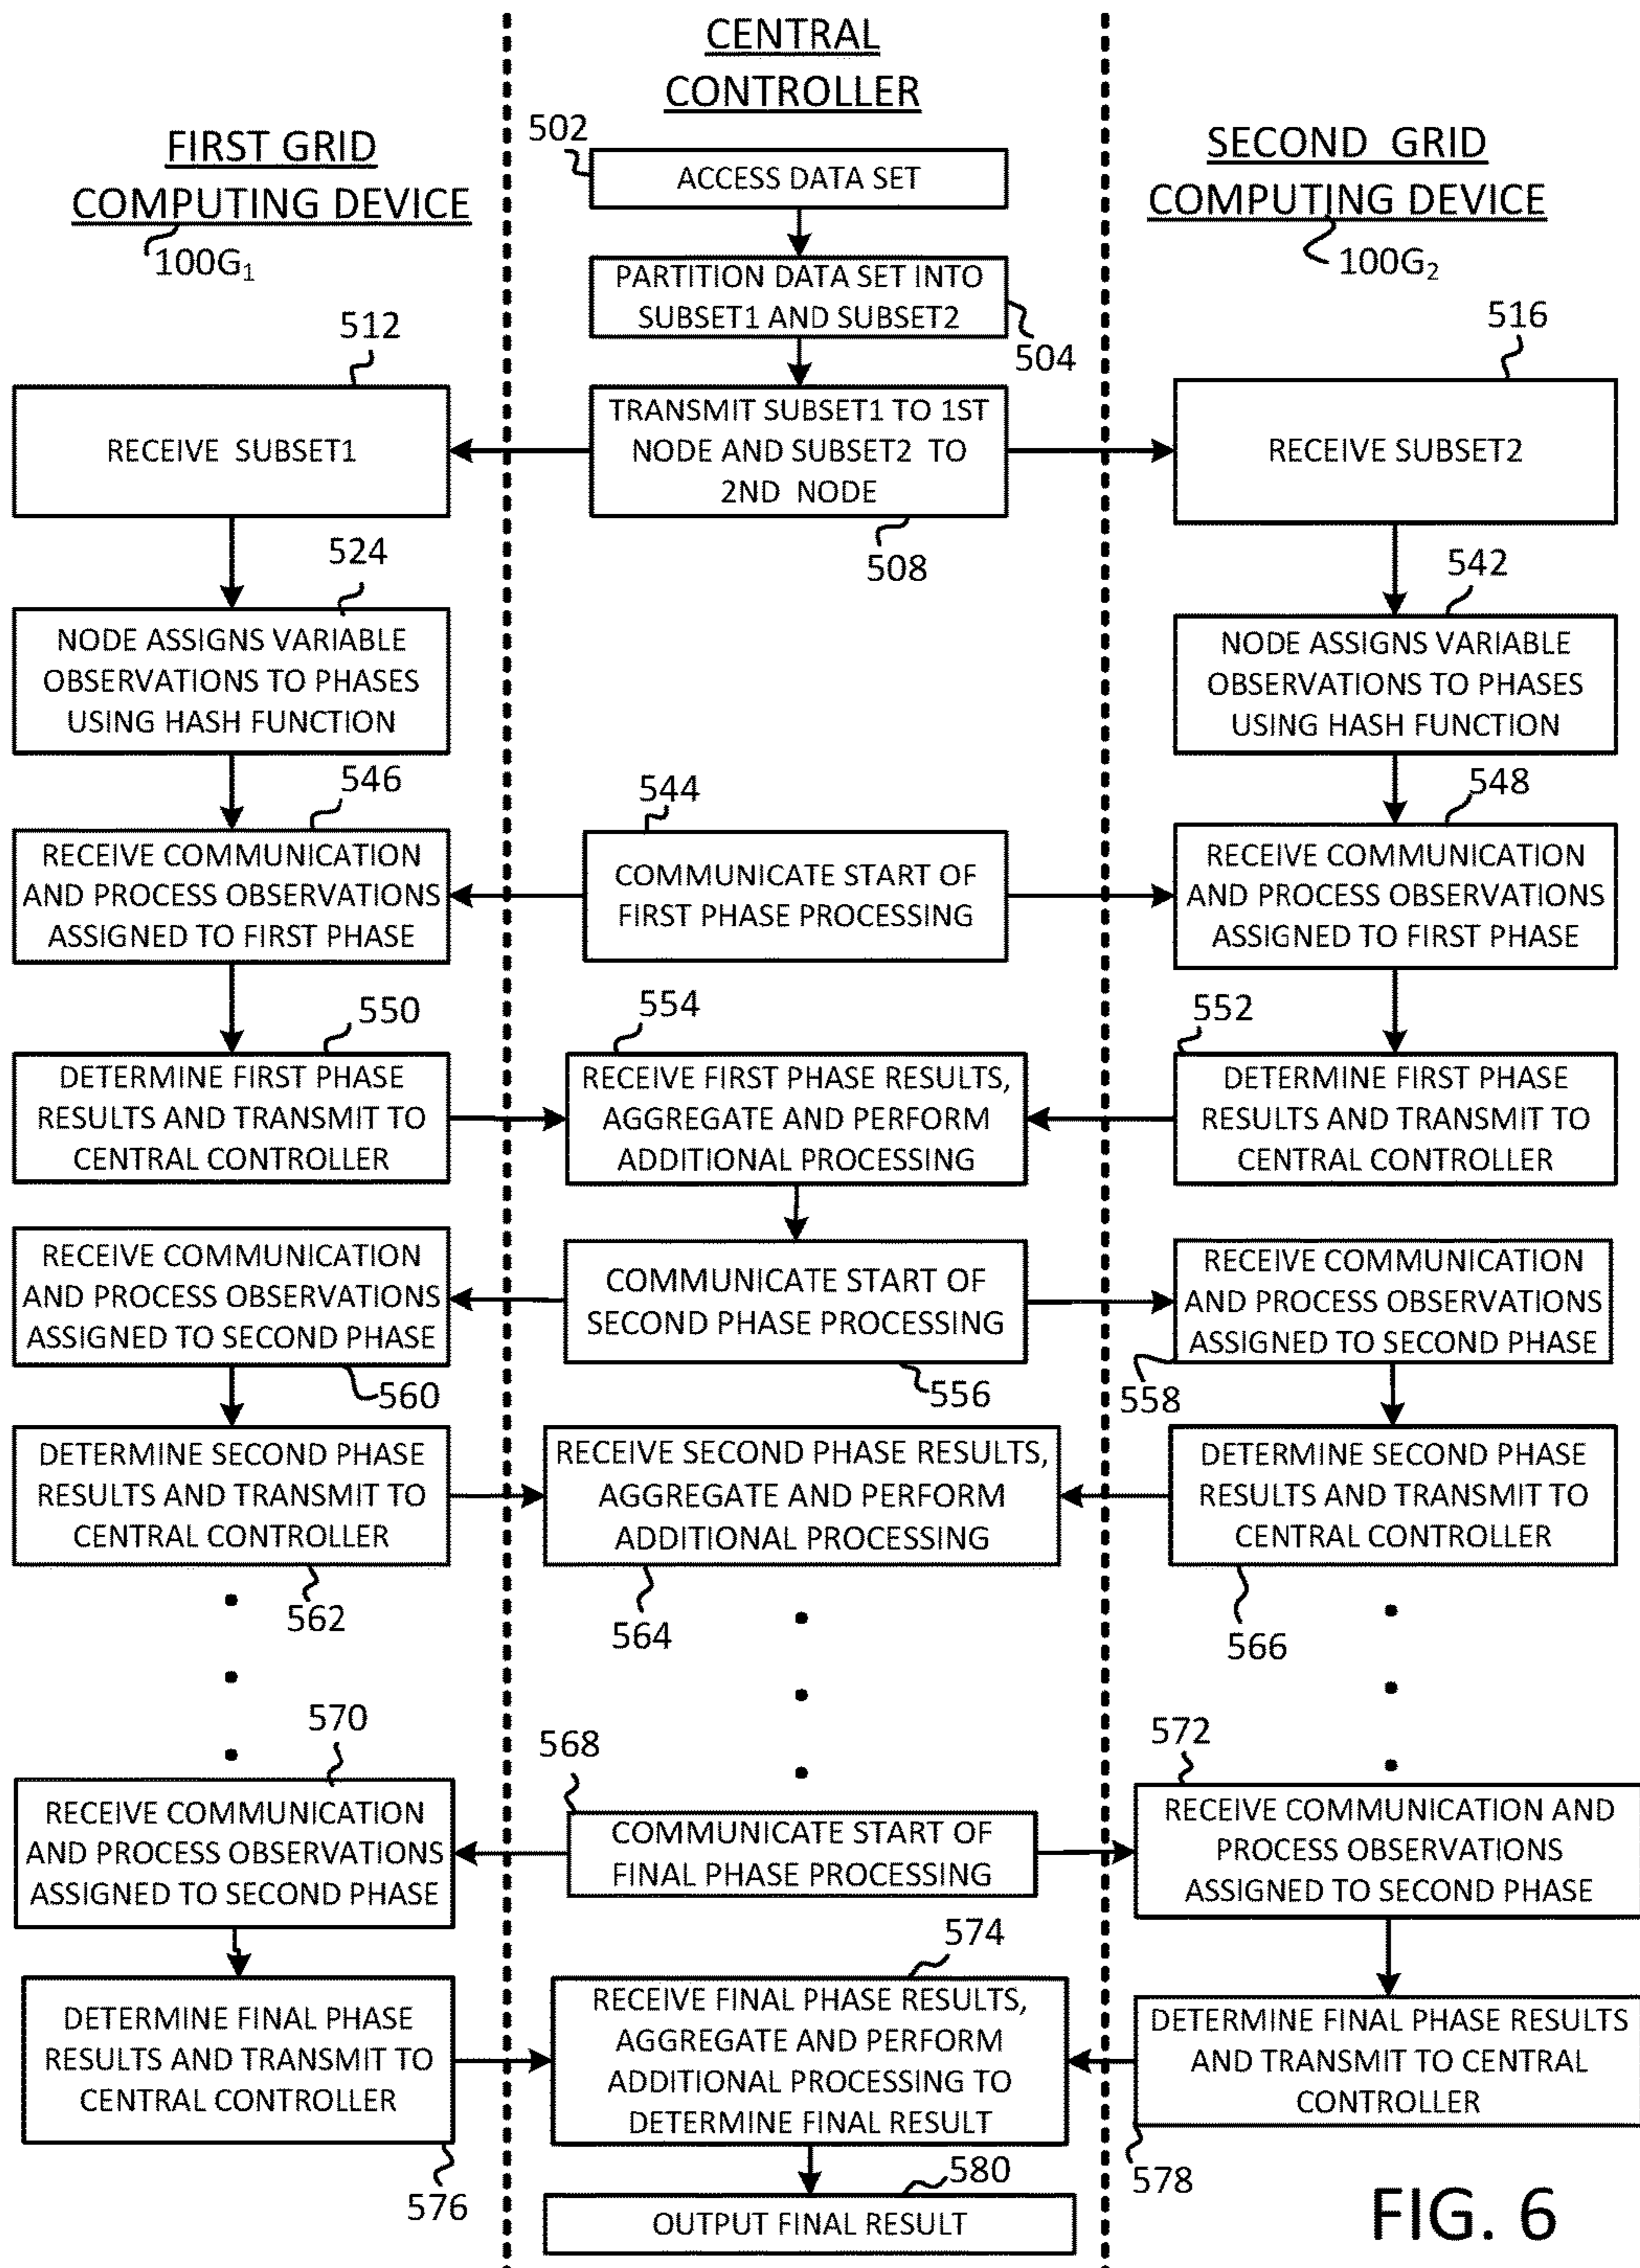 CENTRAL
CONTROLLER
FIRST GRID
COMPUTING DEVICE
100G₁
SECOND GRID
COMPUTING DEVICE
100G₂
502
ACCESS DATA SET
PARTITION DATA SET INTO
SUBSET1 AND SUBSET2
504
512
RECEIVE SUBSET1
TRANSMIT SUBSET1 TO 1ST
NODE AND SUBSET2 TO
2ND NODE
508
516
RECEIVE SUBSET2
524
NODE ASSIGNS VARIABLE
OBSERVATIONS TO PHASES
USING HASH FUNCTION
542
NODE ASSIGNS VARIABLE
OBSERVATIONS TO PHASES
USING HASH FUNCTION
546
RECEIVE COMMUNICATION
AND PROCESS OBSERVATIONS
ASSIGNED TO FIRST PHASE
544
COMMUNICATE START OF
FIRST PHASE PROCESSING
548
RECEIVE COMMUNICATION
AND PROCESS OBSERVATIONS
ASSIGNED TO FIRST PHASE
550
DETERMINE FIRST PHASE
RESULTS AND TRANSMIT TO
CENTRAL CONTROLLER
554
RECEIVE FIRST PHASE RESULTS,
AGGREGATE AND PERFORM
ADDITIONAL PROCESSING
552
DETERMINE FIRST PHASE
RESULTS AND TRANSMIT TO
CENTRAL CONTROLLER
RECEIVE COMMUNICATION
AND PROCESS OBSERVATIONS
ASSIGNED TO SECOND PHASE
560
COMMUNICATE START OF
SECOND PHASE PROCESSING
556
RECEIVE COMMUNICATION
AND PROCESS OBSERVATIONS
ASSIGNED TO SECOND PHASE
558
DETERMINE SECOND PHASE
RESULTS AND TRANSMIT TO
CENTRAL CONTROLLER
562
RECEIVE SECOND PHASE RESULTS,
AGGREGATE AND PERFORM
ADDITIONAL PROCESSING
564
DETERMINE SECOND PHASE
RESULTS AND TRANSMIT TO
CENTRAL CONTROLLER
566
570
RECEIVE COMMUNICATION
AND PROCESS OBSERVATIONS
ASSIGNED TO SECOND PHASE
568
COMMUNICATE START OF
FINAL PHASE PROCESSING
572
RECEIVE COMMUNICATION AND
PROCESS OBSERVATIONS
ASSIGNED TO SECOND PHASE
DETERMINE FINAL PHASE
RESULTS AND TRANSMIT TO
CENTRAL CONTROLLER
576
574
RECEIVE FINAL PHASE RESULTS,
AGGREGATE AND PERFORM
ADDITIONAL PROCESSING TO
DETERMINE FINAL RESULT
DETERMINE FINAL PHASE RESULTS
AND TRANSMIT TO CENTRAL
CONTROLLER
578
580
OUTPUT FINAL RESULT
FIG. 6